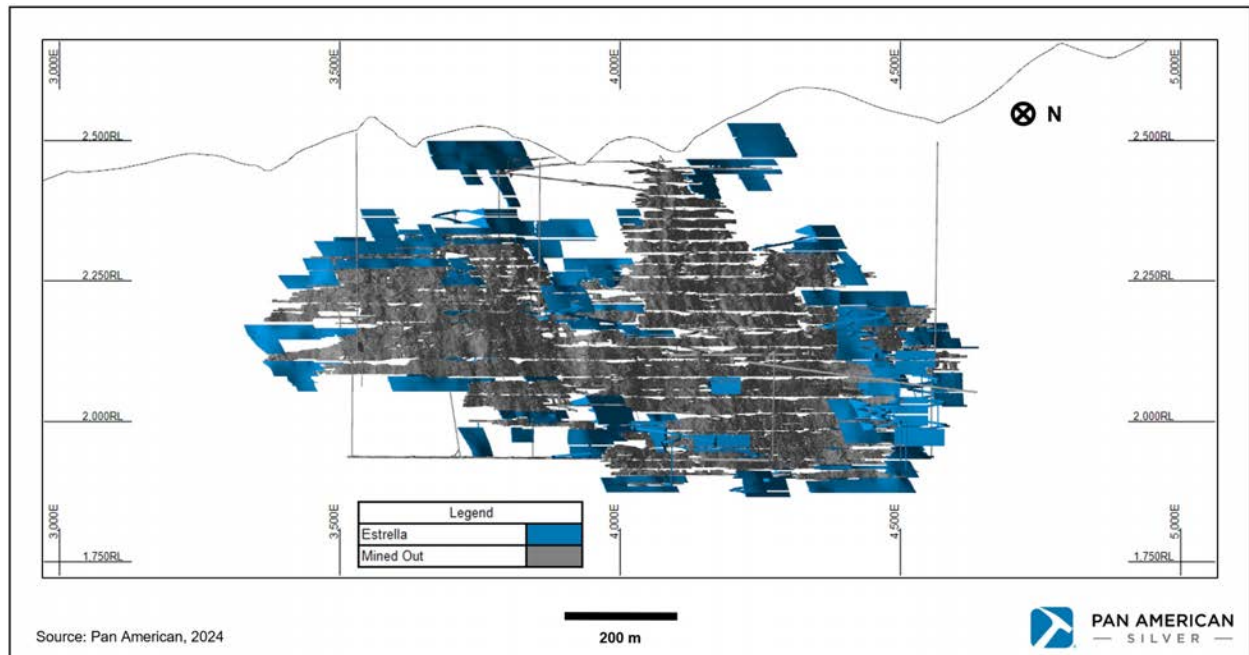 3,000E
3,500E
4,000E
4,500E
5,000E
N
2,500RL
2,500RL
2,250RL
2,250RL
2,000RL
2,000RL
3,000E
3,500E
4,000E
4,500E
5,000E
1,750RL
1,750RL
Legend
Estrella
Mined Out
200 m
Source: Pan American, 2024
PAN AMERICAN
— SILVER —